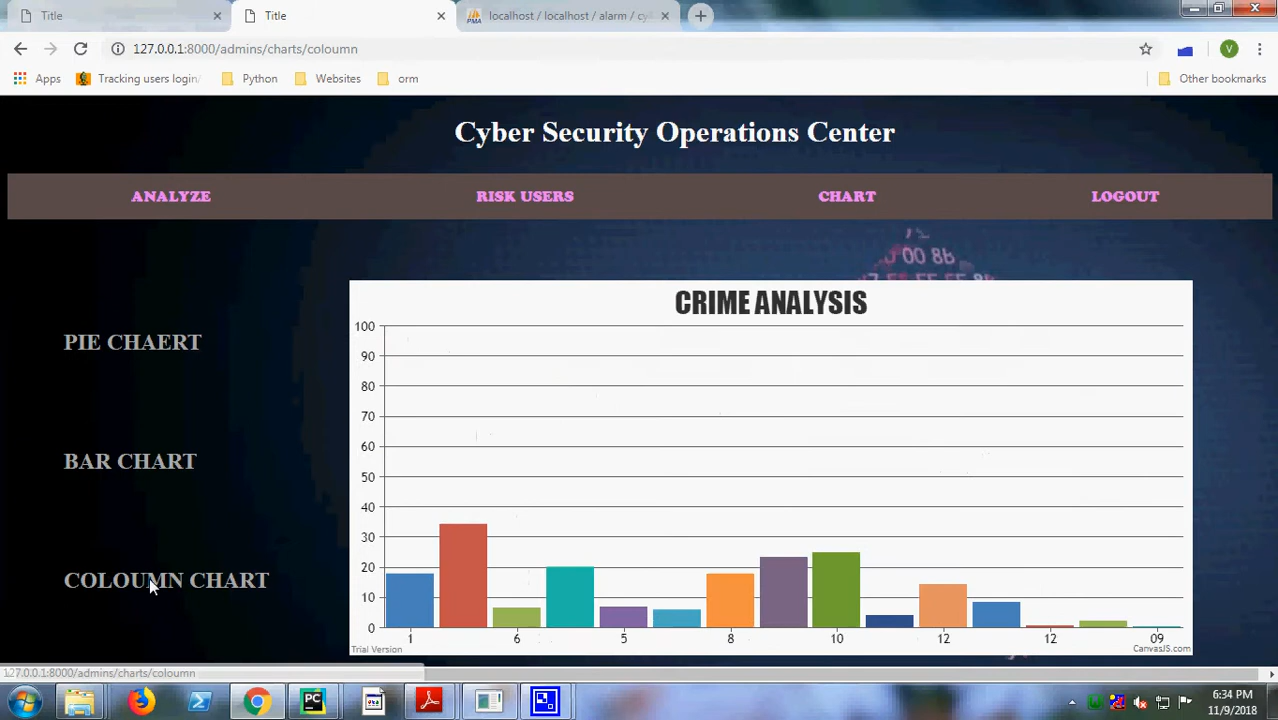 Title
Title
localhost / localhost / alarm / cy
127.0.0.1:8000/admins/charts/coloumn
V
Apps
Tracking users login/
Python
Websites
orm
Other bookmarks
Cyber Security Operations Center
ANALYZE
RISK USERS
CHART
LOGOUT
PIE CHAERT
BAR CHART
COLOUMN CHART
CRIME ANALYSIS
100
90
80
70
60
50
40
30
20
10
0
1 6 5 8 10 12 12 09
Trial Version
CanvasJS.com
127.0.0.1:8000/admins/charts/coloumn
PC
6:34 PM
11/9/2018